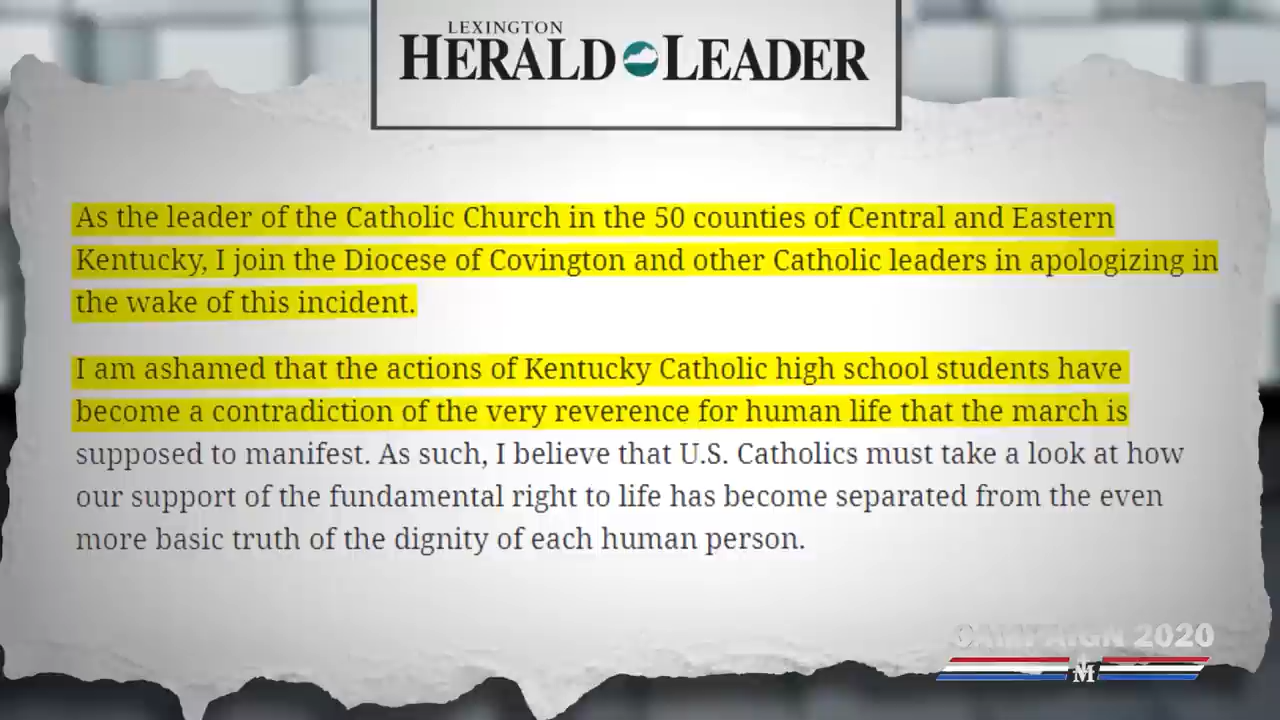 LEXINGTON
HERALD LEADER
As the leader of the Catholic Church in the 50 counties of Central and Eastern
Kentucky, I join the Diocese of Covington and other Catholic leaders in apologizing in
the wake of this incident.
I am ashamed that the actions of Kentucky Catholic high school students have
become a contradiction of the very reverence for human life that the march is
supposed to manifest. As such, I believe that U.S. Catholics must take a look at how
our support of the fundamental right to life has become separated from the even
more basic truth of the dignity of each human person.
CAMPAIGN 2020
M